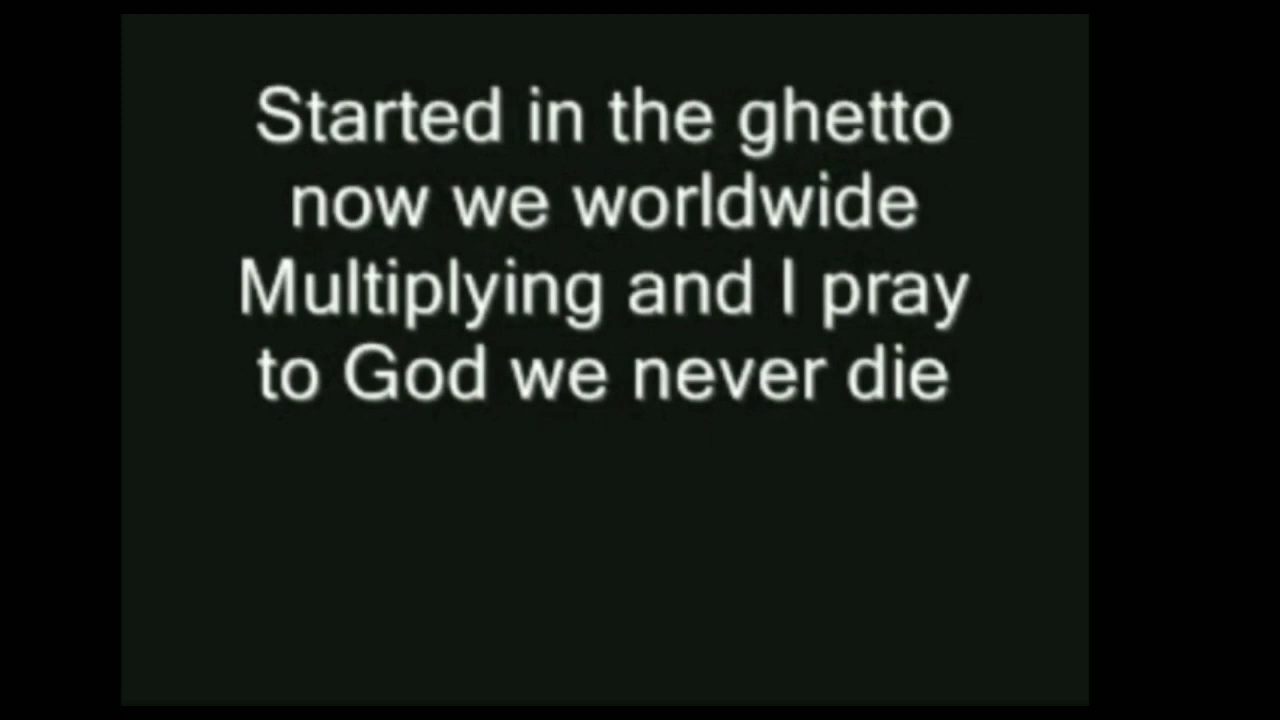 Started in the ghetto
now we worldwide
Multiplying and I pray
to God we never die